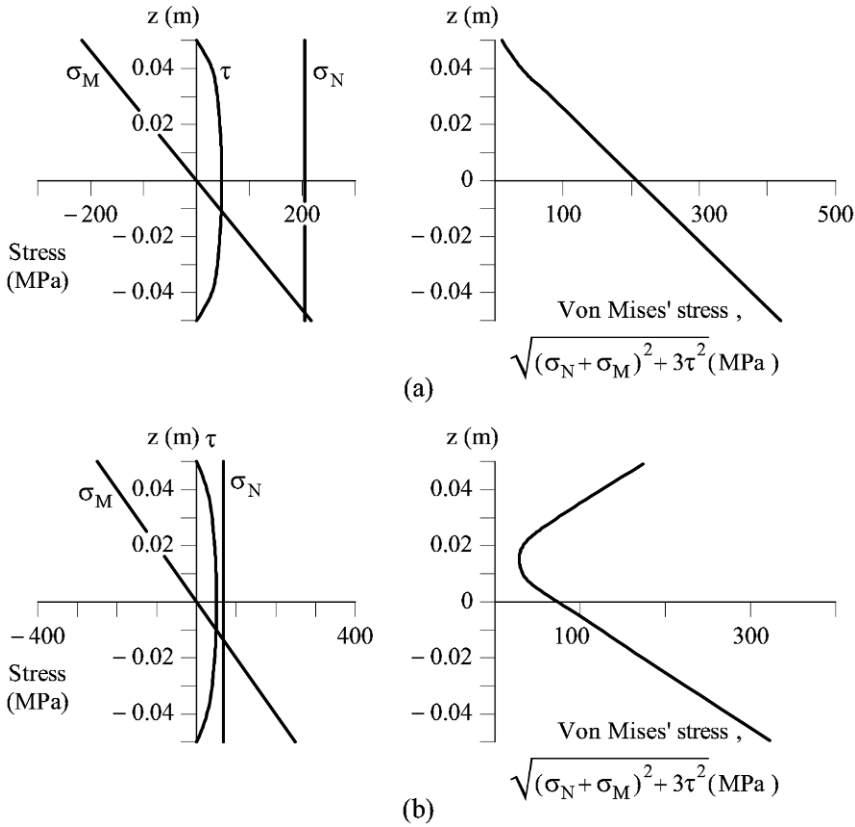 z (m) z (m)
σM τ σN
0.04 0.04
0.02 0.02
0
− 200 200 100 300 500
− 0.02 − 0.02
Stress
(MPa) − 0.04 − 0.04
Von Mises' stress ,
√(σN + σM)² + 3τ² (MPa )
(a)
z (m) τ z (m)
σM σN
0.04 0.04
0.02 0.02
0
− 400 400 100 300
− 0.02 − 0.02
Stress
(MPa) − 0.04 − 0.04
Von Mises' stress ,
√(σN + σM)² + 3τ² (MPa )
(b)